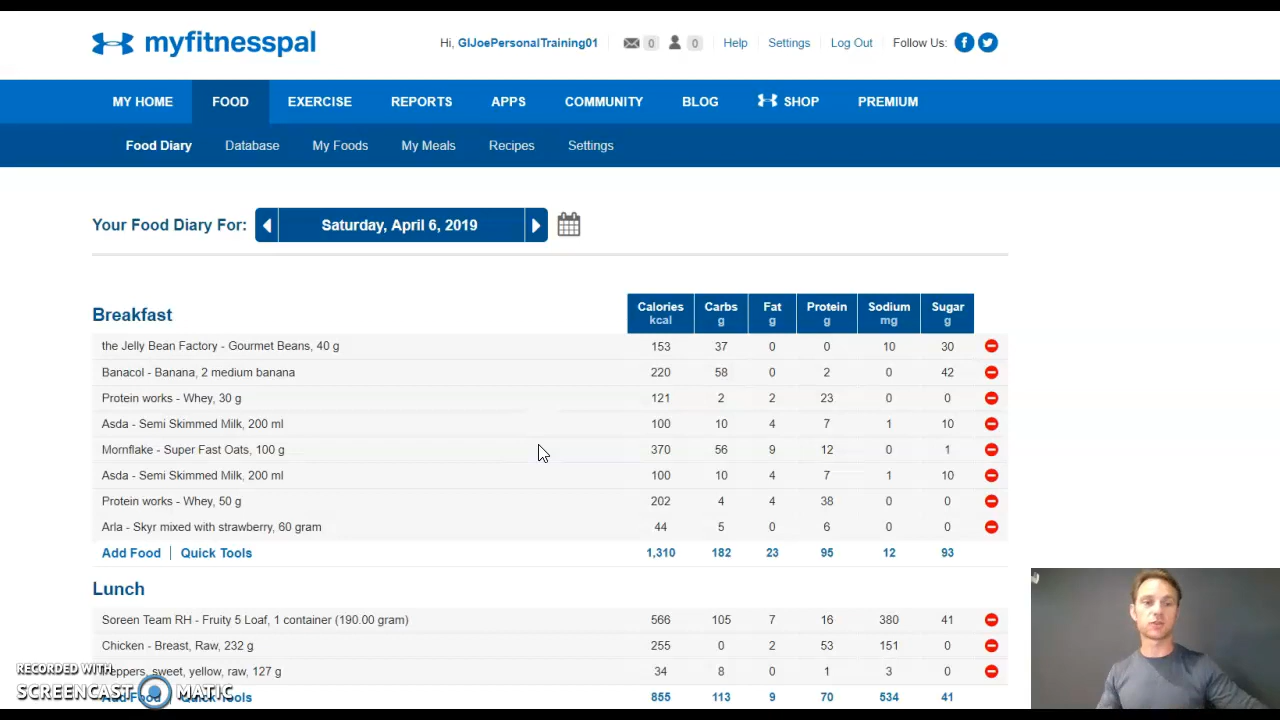 myfitnesspal
Hi, GIJoePersonalTraining01 0 0 Help Settings Log Out Follow Us:
MY HOME FOOD EXERCISE REPORTS APPS COMMUNITY BLOG SHOP PREMIUM
Food Diary Database My Foods My Meals Recipes Settings
Your Food Diary For: Saturday, April 6, 2019
Breakfast Calories kcal Carbs g Fat g Protein g Sodium mg Sugar g
the Jelly Bean Factory - Gourmet Beans, 40 g 153 37 0 0 10 30
Banacol - Banana, 2 medium banana 220 58 0 2 0 42
Protein works - Whey, 30 g 121 2 2 23 0 0
Asda - Semi Skimmed Milk, 200 ml 100 10 4 7 1 10
Mornflake - Super Fast Oats, 100 g 370 56 9 12 0 1
Asda - Semi Skimmed Milk, 200 ml 100 10 4 7 1 10
Protein works - Whey, 50 g 202 4 4 38 0 0
Arla - Skyr mixed with strawberry, 60 gram 44 5 0 6 0 0
Add Food | Quick Tools 1,310 182 23 95 12 93
Lunch
Soreen Team RH - Fruity 5 Loaf, 1 container (190.00 gram) 566 105 7 16 380 41
Chicken - Breast, Raw, 232 g 255 0 2 53 151 0
Peppers, sweet, yellow, raw, 127 g 34 8 0 1 3 0
Add Food | Quick Tools 855 113 9 70 534 41
RECORDED WITH
SCREENCAST MATIC